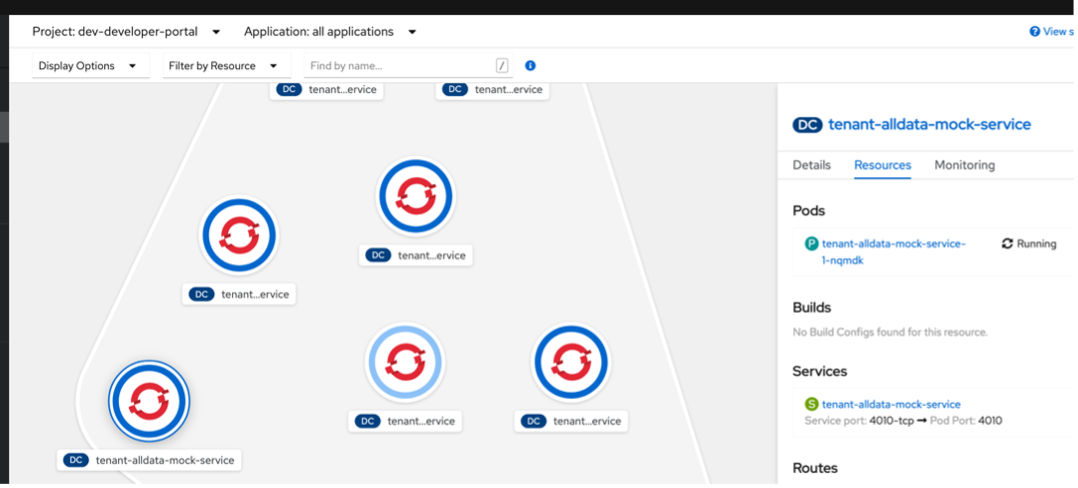 Project: dev-developer-portal
Application: all applications
View s
Display Options
Filter by Resource
Find by name...
/
DC tenant...ervice
DC tenant...ervice
DC tenant-alldata-mock-service
Details Resources Monitoring
Pods
P tenant-alldata-mock-service-
1-nqmdk
Running
DC tenant...ervice
DC tenant...ervice
Builds
No Build Configs found for this resource.
Services
S tenant-alldata-mock-service
Service port: 4010-tcp → Pod Port: 4010
DC tenant...ervice
DC tenant...ervice
DC tenant-alldata-mock-service
Routes